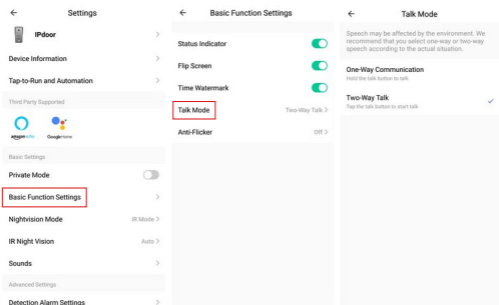 Settings
IPdoor
Device Information
Tap-to-Run and Automation
Third Party Supported
amazon echo
Google Home
Basic Settings
Private Mode
Basic Function Settings
Nightvision Mode IR Mode
IR Night Vision Auto
Sounds
Advanced Settings
Detection Alarm Settings
Basic Function Settings
Status Indicator
Flip Screen
Time Watermark
Talk Mode Two-Way Talk
Anti-Flicker Off
Talk Mode
Speech may be affected by the environment. We
recommend that you select one-way or two-way
speech according to the actual situation.
One-Way Communication
Hold the talk button to talk
Two-Way Talk
Tap the talk button to start talk